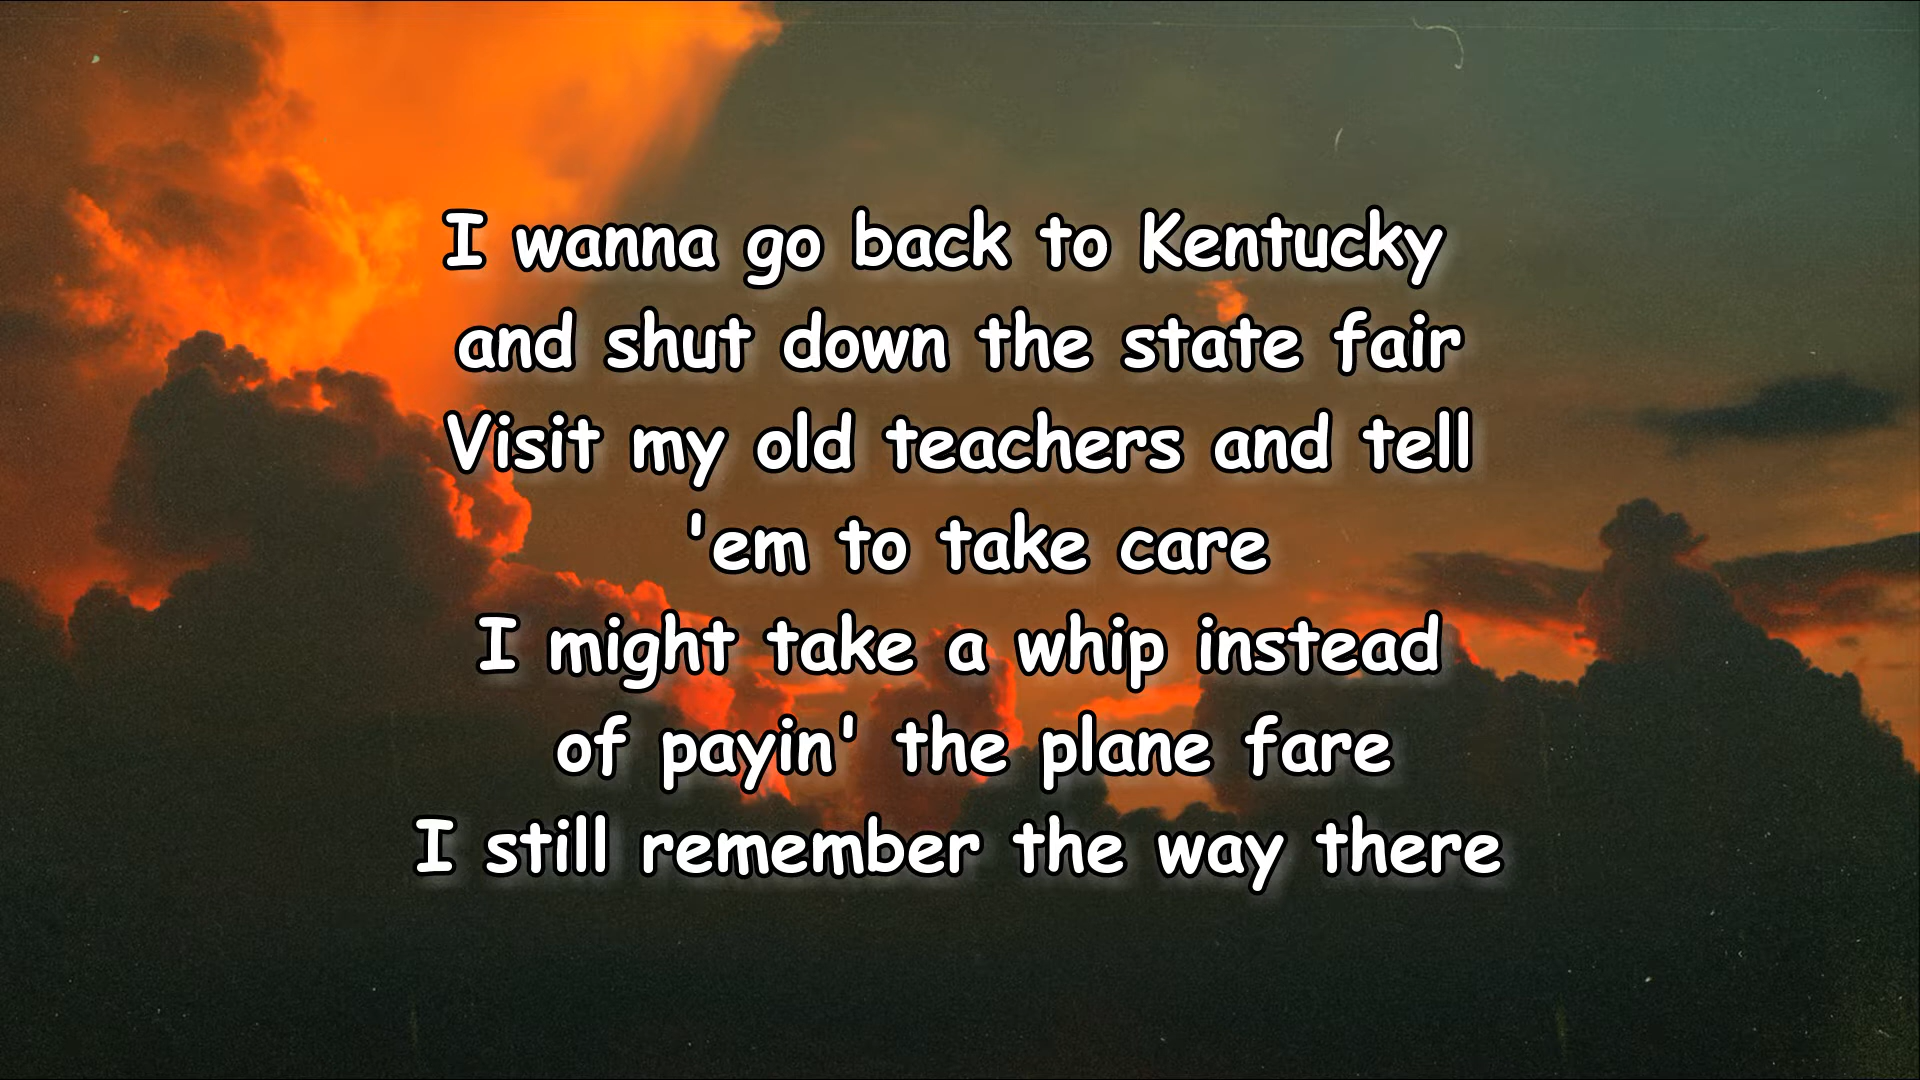 I wanna go back to Kentucky
and shut down the state fair
Visit my old teachers and tell
'em to take care
I might take a whip instead
of payin' the plane fare
I still remember the way there